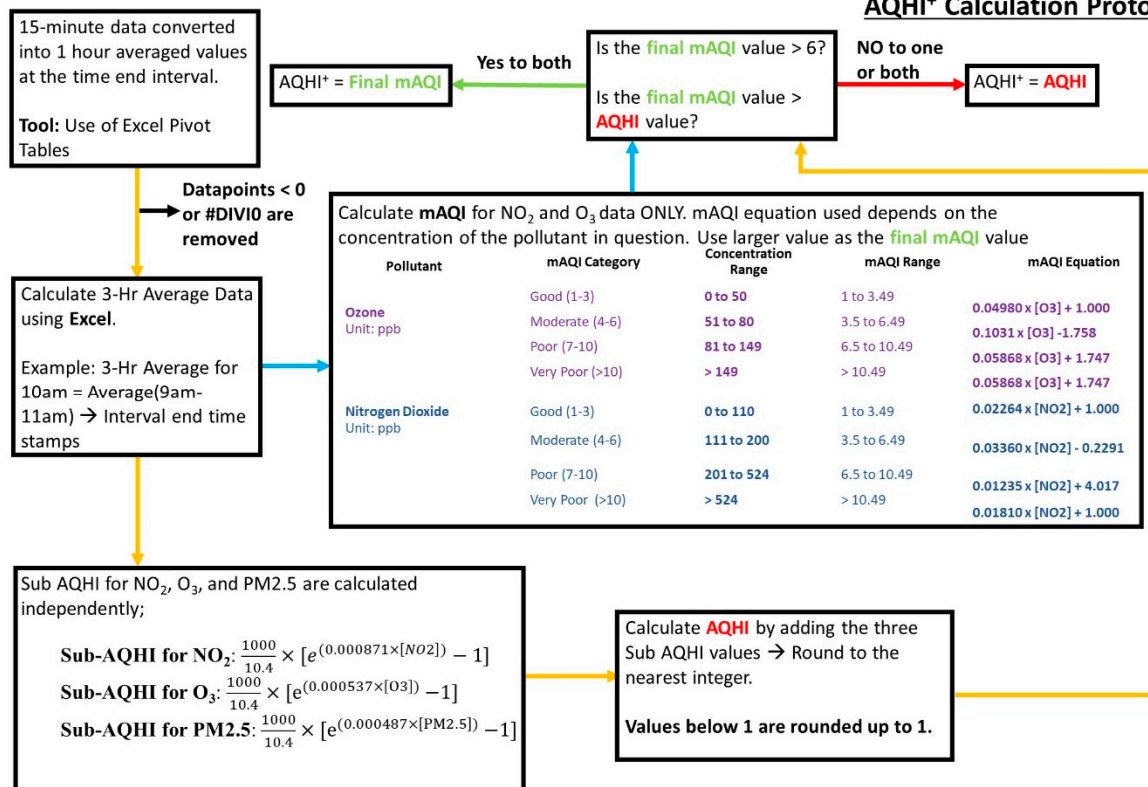 AQHI⁺ Calculation Proto
15-minute data converted
into 1 hour averaged values
at the time end interval.
Tool: Use of Excel Pivot
Tables
Datapoints < 0
or #DIVI0 are
removed
Calculate 3-Hr Average Data
using Excel.
Example: 3-Hr Average for
10am = Average(9am-
11am) → Interval end time
stamps
AQHI⁺ = Final mAQI
Yes to both
Is the final mAQI value > 6?
Is the final mAQI value >
AQHI value?
NO to one
or both
AQHI⁺ = AQHI
Calculate mAQI for NO₂ and O₃ data ONLY. mAQI equation used depends on the
concentration of the pollutant in question. Use larger value as the final mAQI value
Pollutant mAQI Category Concentration Range mAQI Range mAQI Equation
Ozone
Unit: ppb
Good (1-3) 0 to 50 1 to 3.49 0.04980 x [O3] + 1.000
Moderate (4-6) 51 to 80 3.5 to 6.49 0.1031 x [O3] -1.758
Poor (7-10) 81 to 149 6.5 to 10.49 0.05868 x [O3] + 1.747
Very Poor (>10) > 149 > 10.49 0.05868 x [O3] + 1.747
Nitrogen Dioxide
Unit: ppb
Good (1-3) 0 to 110 1 to 3.49 0.02264 x [NO2] + 1.000
Moderate (4-6) 111 to 200 3.5 to 6.49 0.03360 x [NO2] - 0.2291
Poor (7-10) 201 to 524 6.5 to 10.49 0.01235 x [NO2] + 4.017
Very Poor (>10) > 524 > 10.49 0.01810 x [NO2] + 1.000
Sub AQHI for NO₂, O₃, and PM2.5 are calculated
independently;
Sub-AQHI for NO₂: 1000/10.4 × [e^(0.000871×[NO2]) − 1]
Sub-AQHI for O₃: 1000/10.4 × [e^(0.000537×[O3]) −1]
Sub-AQHI for PM2.5: 1000/10.4 × [e^(0.000487×[PM2.5]) −1]
Calculate AQHI by adding the three
Sub AQHI values → Round to the
nearest integer.
Values below 1 are rounded up to 1.